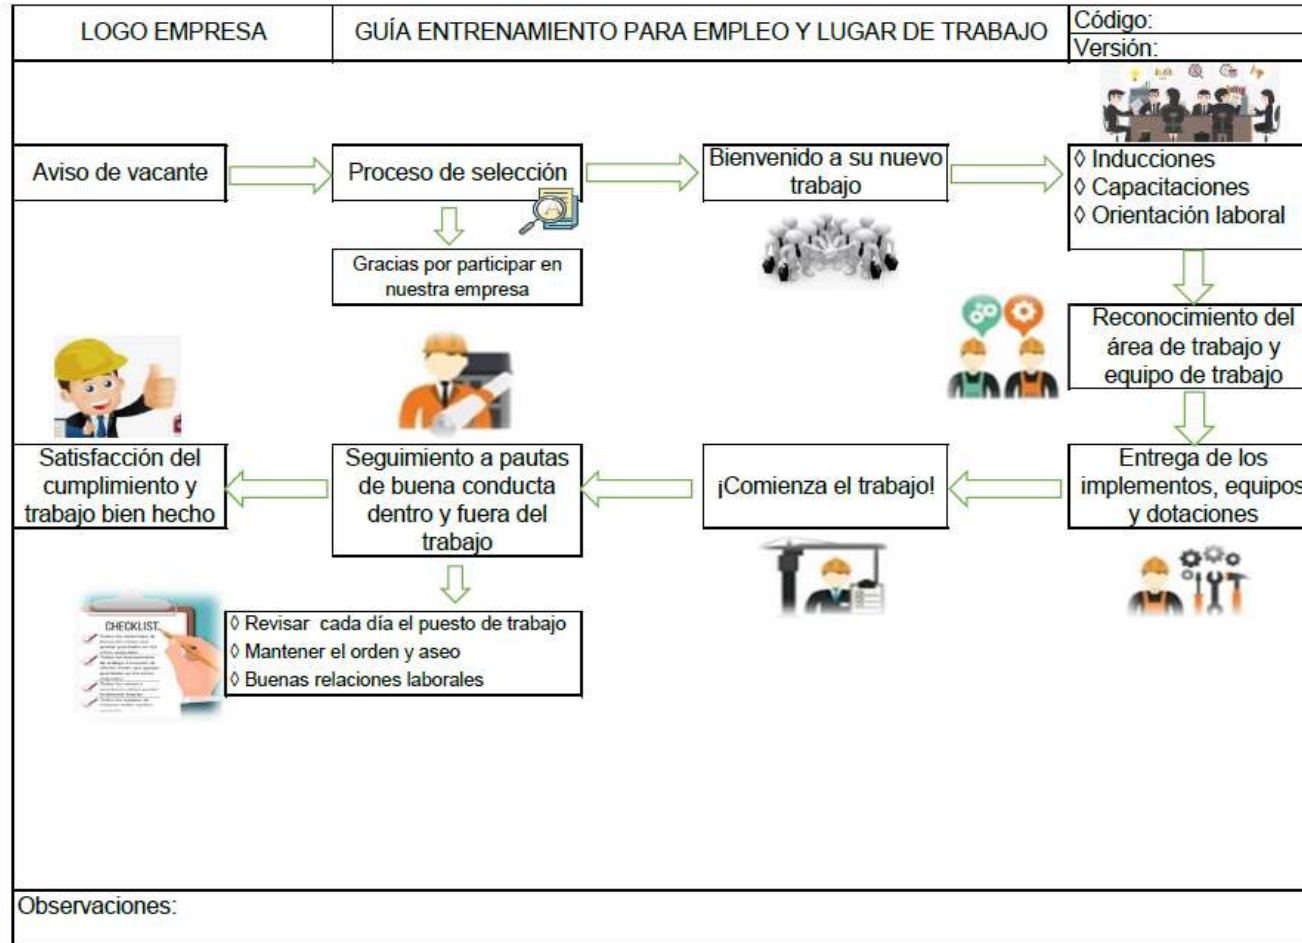 LOGO EMPRESA
GUÍA ENTRENAMIENTO PARA EMPLEO Y LUGAR DE TRABAJO
Código:
Versión:
Aviso de vacante
Proceso de selección
Bienvenido a su nuevo
trabajo
◊ Inducciones
◊ Capacitaciones
◊ Orientación laboral
Gracias por participar en
nuestra empresa
Reconocimiento del
área de trabajo y
equipo de trabajo
Entrega de los
implementos, equipos
y dotaciones
¡Comienza el trabajo!
Seguimiento a pautas
de buena conducta
dentro y fuera del
trabajo
Satisfacción del
cumplimiento y
trabajo bien hecho
CHECKLIST
◊ Revisar cada día el puesto de trabajo
◊ Mantener el orden y aseo
◊ Buenas relaciones laborales
Observaciones: